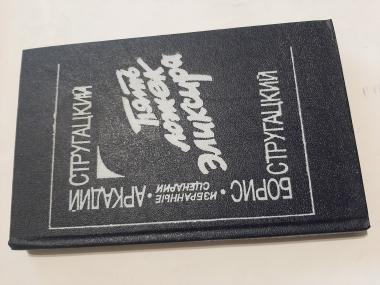 АРКАДИЙ
СТРУГАЦКИЙ
Пять
ложек
эликсира
ИЗБРАННЫЕ
СЦЕНАРИИ
БОРИС
СТРУГАЦКИЙ